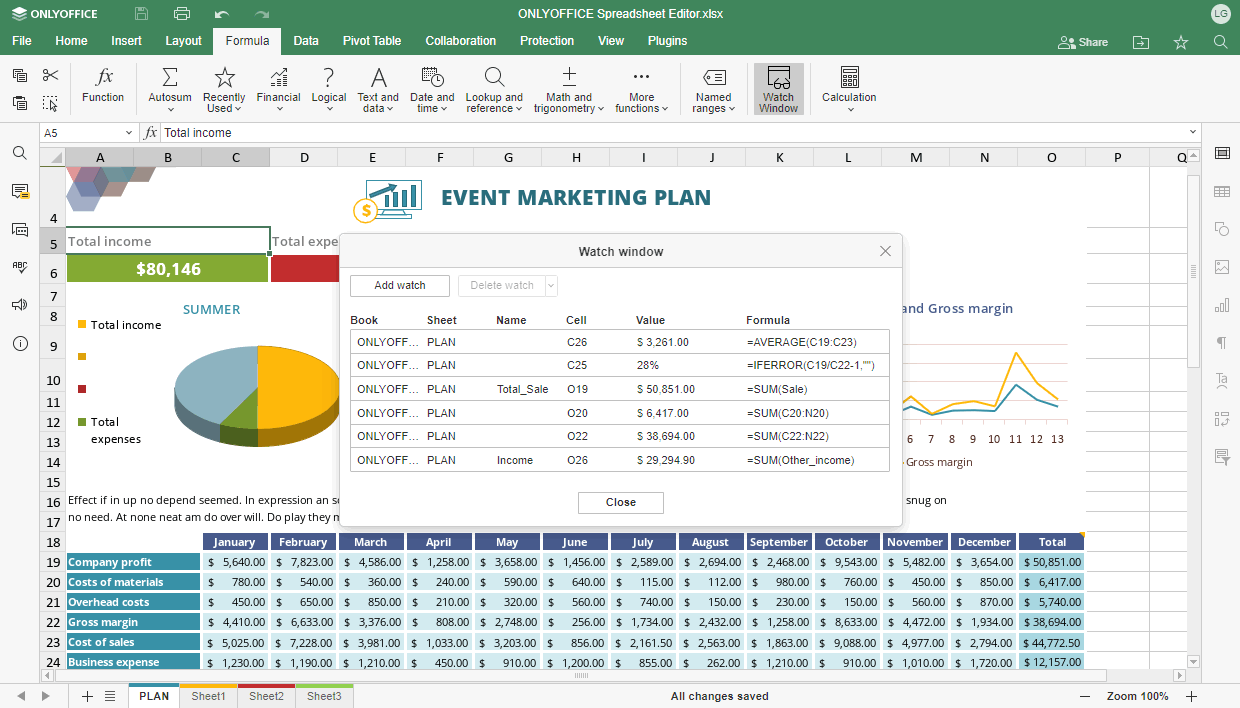 ONLYOFFICE
ONLYOFFICE Spreadsheet Editor.xlsx
LG
File Home Insert Layout Formula Data Pivot Table Collaboration Protection View Plugins
Share
fx Function
Autosum
Recently Used
Financial
Logical
Text and data
Date and time
Lookup and reference
Math and trigonometry
More functions
Named ranges
Watch Window
Calculation
A5 fx Total income
A B C D E F G H I J K L M N O P Q
4 EVENT MARKETING PLAN
5 Total income Total expe
6 $80,146
7
8 SUMMER and Gross margin
Total income
9
10
11
12 Total
13 expenses
6 7 8 9 10 11 12 13
14 Gross margin
15
16 Effect if in up no depend seemed. In expression an s snug on
17 no need. At none neat am do over will. Do play they
Watch window
Add watch Delete watch
Book Sheet Name Cell Value Formula
ONLYOFF... PLAN C26 $ 3,261.00 =AVERAGE(C19:C23)
ONLYOFF... PLAN C25 28% =IFERROR(C19/C22-1,"")
ONLYOFF... PLAN Total_Sale O19 $ 50,851.00 =SUM(Sale)
ONLYOFF... PLAN O20 $ 6,417.00 =SUM(C20:N20)
ONLYOFF... PLAN O22 $ 38,694.00 =SUM(C22:N22)
ONLYOFF... PLAN Income O26 $ 29,294.90 =SUM(Other_income)
Close
18 January February March April May June July August September October November December Total
19 Company profit $ 5,640.00 $ 7,823.00 $ 4,586.00 $ 1,258.00 $ 3,658.00 $ 1,456.00 $ 2,589.00 $ 2,694.00 $ 2,468.00 $ 9,543.00 $ 5,482.00 $ 3,654.00 $ 50,851.00
20 Costs of materials $ 780.00 $ 540.00 $ 360.00 $ 240.00 $ 590.00 $ 640.00 $ 115.00 $ 112.00 $ 980.00 $ 760.00 $ 450.00 $ 850.00 $ 6,417.00
21 Overhead costs $ 450.00 $ 650.00 $ 850.00 $ 210.00 $ 320.00 $ 560.00 $ 740.00 $ 150.00 $ 230.00 $ 150.00 $ 560.00 $ 870.00 $ 5,740.00
22 Gross margin $ 4,410.00 $ 6,633.00 $ 3,376.00 $ 808.00 $ 2,748.00 $ 256.00 $ 1,734.00 $ 2,432.00 $ 1,258.00 $ 8,633.00 $ 4,472.00 $ 1,934.00 $ 38,694.00
23 Cost of sales $ 5,025.00 $ 7,228.00 $ 3,981.00 $ 1,033.00 $ 3,203.00 $ 856.00 $ 2,161.50 $ 2,563.00 $ 1,863.00 $ 9,088.00 $ 4,977.00 $ 2,794.00 $ 44,772.50
24 Business expense $ 1,230.00 $ 1,190.00 $ 1,210.00 $ 450.00 $ 910.00 $ 1,200.00 $ 855.00 $ 262.00 $ 1,210.00 $ 910.00 $ 1,010.00 $ 1,720.00 $ 12,157.00
PLAN Sheet1 Sheet2 Sheet3 All changes saved Zoom 100%